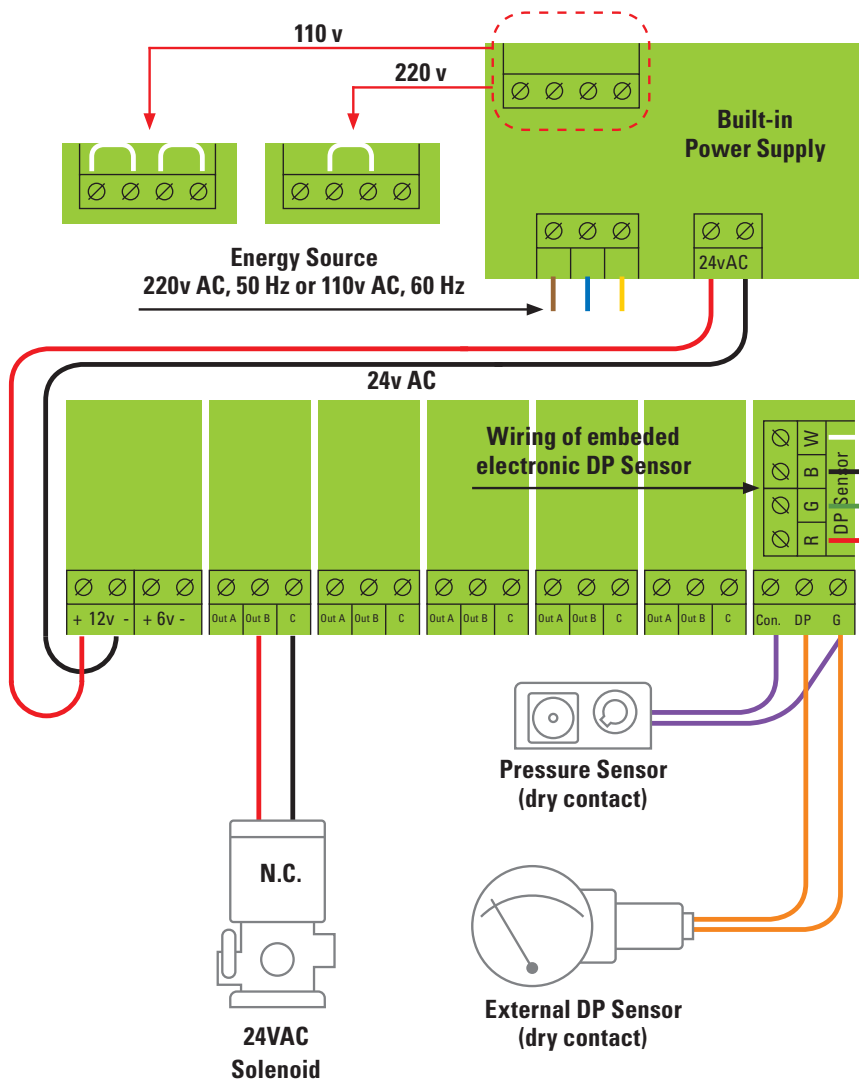 110 v
220 v
Built-in
Power Supply
Energy Source
220v AC, 50 Hz or 110v AC, 60 Hz
24vAC
24v AC
Wiring of embeded
electronic DP Sensor
W
B
G
R
DP Sensor
+ 12v - + 6v -
Out A Out B C
Out A Out B C
Out A Out B C
Out A Out B C
Out A Out B C
Con. DP G
Pressure Sensor
(dry contact)
N.C.
24VAC
Solenoid
External DP Sensor
(dry contact)